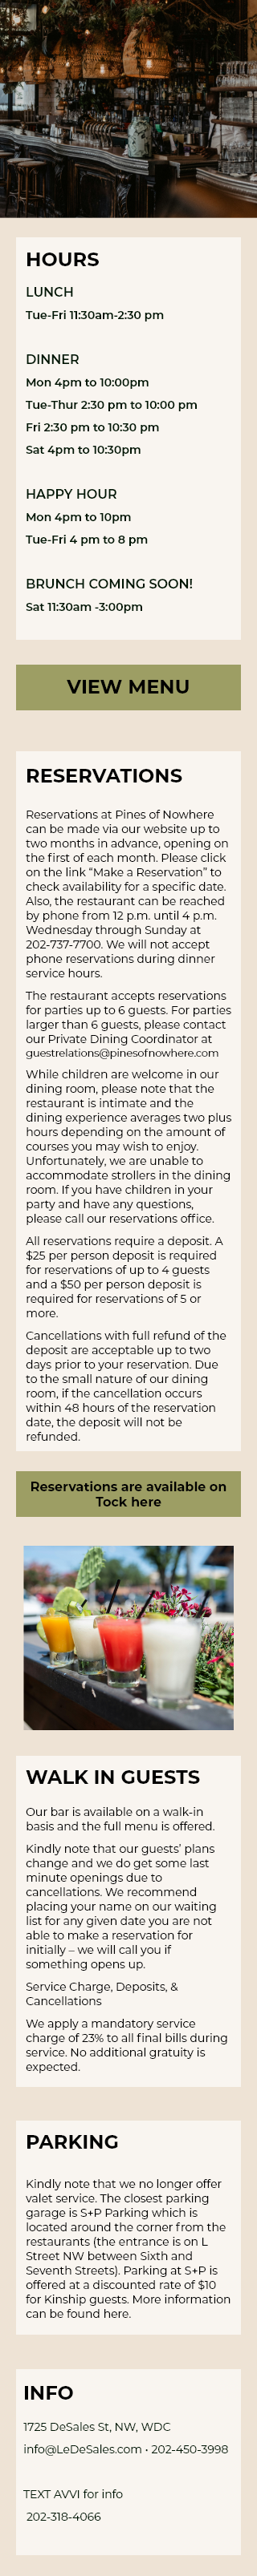 HOURS
LUNCH
Tue-Fri 11:30am-2:30 pm
DINNER
Mon 4pm to 10:00pm
Tue-Thur 2:30 pm to 10:00 pm
Fri 2:30 pm to 10:30 pm
Sat 4pm to 10:30pm
HAPPY HOUR
Mon 4pm to 10pm
Tue-Fri 4 pm to 8 pm
BRUNCH COMING SOON!
Sat 11:30am -3:00pm
VIEW MENU
RESERVATIONS
Reservations at Pines of Nowhere
can be made via our website up to
two months in advance, opening on
the first of each month. Please click
on the link “Make a Reservation” to
check availability for a specific date.
Also, the restaurant can be reached
by phone from 12 p.m. until 4 p.m.
Wednesday through Sunday at
202-737-7700. We will not accept
phone reservations during dinner
service hours.
The restaurant accepts reservations
for parties up to 6 guests. For parties
larger than 6 guests, please contact
our Private Dining Coordinator at
guestrelations@pinesofnowhere.com
While children are welcome in our
dining room, please note that the
restaurant is intimate and the
dining experience averages two plus
hours depending on the amount of
courses you may wish to enjoy.
Unfortunately, we are unable to
accommodate strollers in the dining
room. If you have children in your
party and have any questions,
please call our reservations office.
All reservations require a deposit. A
$25 per person deposit is required
for reservations of up to 4 guests
and a $50 per person deposit is
required for reservations of 5 or
more.
Cancellations with full refund of the
deposit are acceptable up to two
days prior to your reservation. Due
to the small nature of our dining
room, if the cancellation occurs
within 48 hours of the reservation
date, the deposit will not be
refunded.
Reservations are available on
Tock here
WALK IN GUESTS
Our bar is available on a walk-in
basis and the full menu is offered.
Kindly note that our guests’ plans
change and we do get some last
minute openings due to
cancellations. We recommend
placing your name on our waiting
list for any given date you are not
able to make a reservation for
initially – we will call you if
something opens up.
Service Charge, Deposits, &
Cancellations
We apply a mandatory service
charge of 23% to all final bills during
service. No additional gratuity is
expected.
PARKING
Kindly note that we no longer offer
valet service. The closest parking
garage is S+P Parking which is
located around the corner from the
restaurants (the entrance is on L
Street NW between Sixth and
Seventh Streets). Parking at S+P is
offered at a discounted rate of $10
for Kinship guests. More information
can be found here.
INFO
1725 DeSales St, NW, WDC
info@LeDeSales.com • 202-450-3998
TEXT AVVI for info
202-318-4066